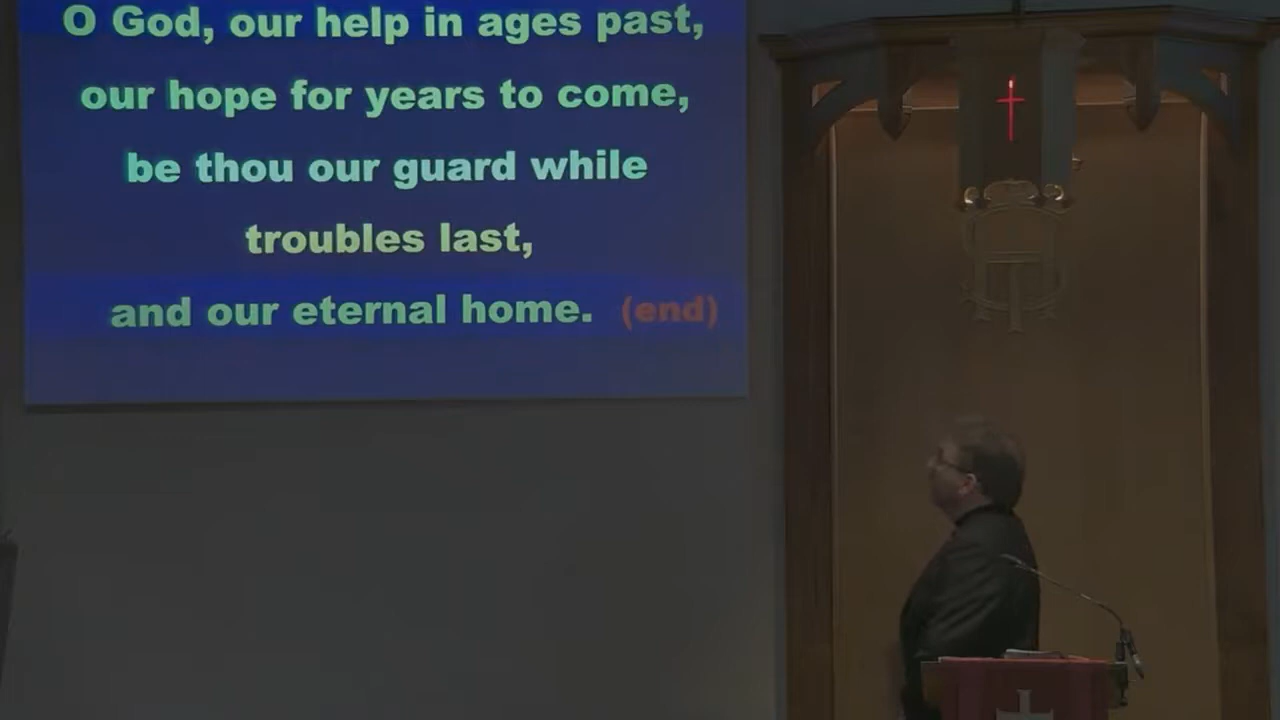 O God, our help in ages past,
our hope for years to come,
be thou our guard while
troubles last,
and our eternal home. (end)